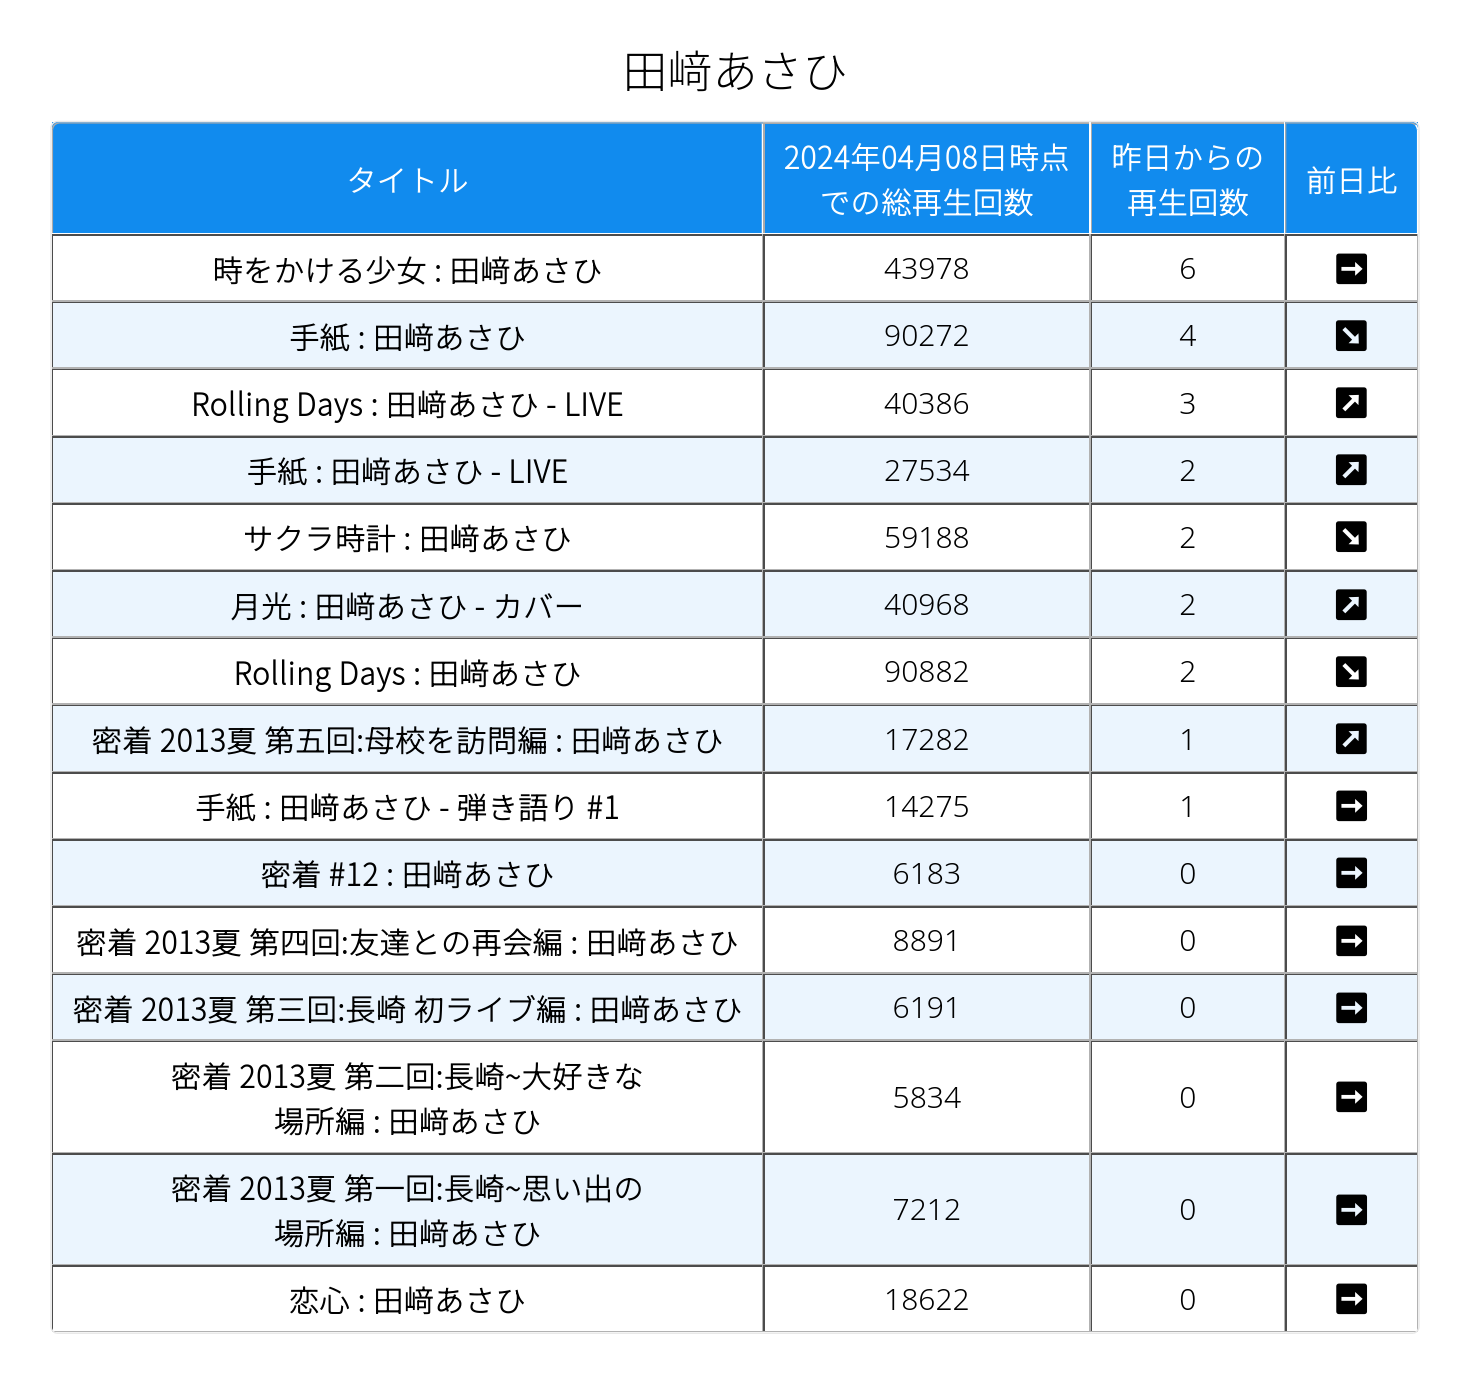 田﨑あさひ
タイトル
2024年04月08日時点
での総再生回数
昨日からの
再生回数
前日比
時をかける少女 : 田﨑あさひ 43978 6 ➡
手紙 : 田﨑あさひ 90272 4 ↘
Rolling Days : 田﨑あさひ - LIVE 40386 3 ↗
手紙 : 田﨑あさひ - LIVE 27534 2 ↗
サクラ時計 : 田﨑あさひ 59188 2 ↘
月光 : 田﨑あさひ - カバー 40968 2 ↗
Rolling Days : 田﨑あさひ 90882 2 ↘
密着 2013夏 第五回:母校を訪問編 : 田﨑あさひ 17282 1 ↗
手紙 : 田﨑あさひ - 弾き語り #1 14275 1 ➡
密着 #12 : 田﨑あさひ 6183 0 ➡
密着 2013夏 第四回:友達との再会編 : 田﨑あさひ 8891 0 ➡
密着 2013夏 第三回:長崎 初ライブ編 : 田﨑あさひ 6191 0 ➡
密着 2013夏 第二回:長崎~大好きな
場所編 : 田﨑あさひ 5834 0 ➡
密着 2013夏 第一回:長崎~思い出の
場所編 : 田﨑あさひ 7212 0 ➡
恋心 : 田﨑あさひ 18622 0 ➡